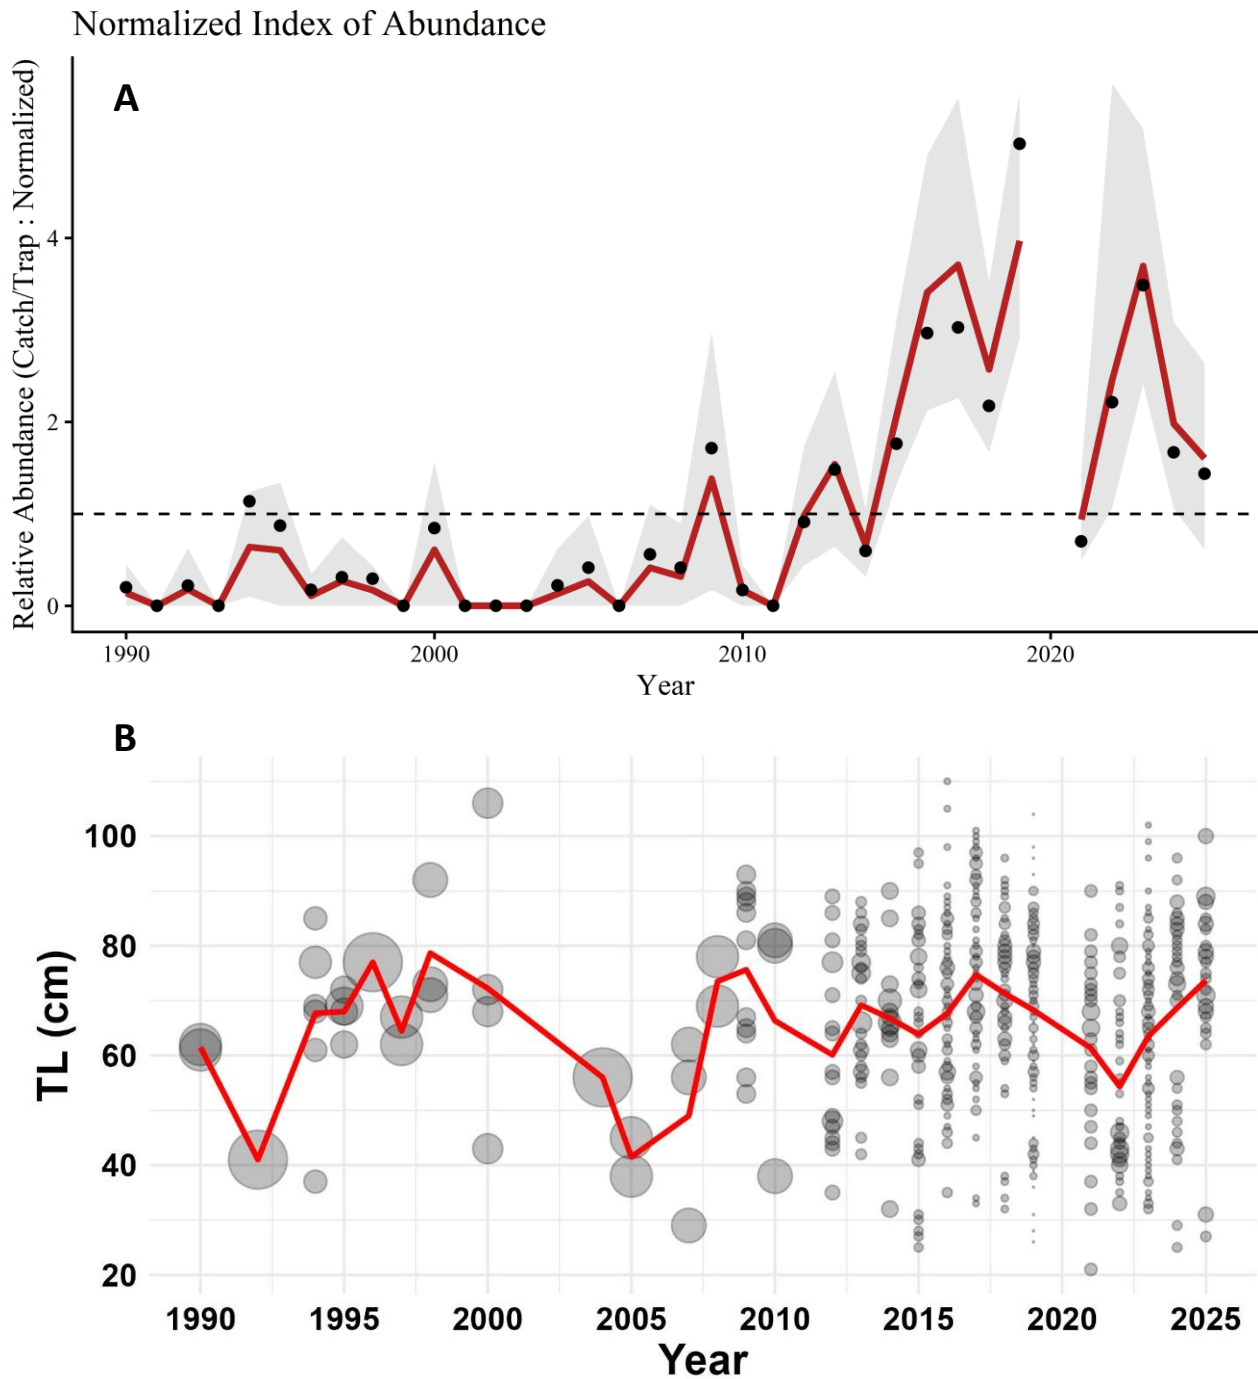 Normalized Index of Abundance
A
Relative Abundance (Catch/Trap : Normalized)
4
2
0
1990 2000 2010 2020
Year
B
TL (cm)
100
80
60
40
20
1990 1995 2000 2005 2010 2015 2020 2025
Year